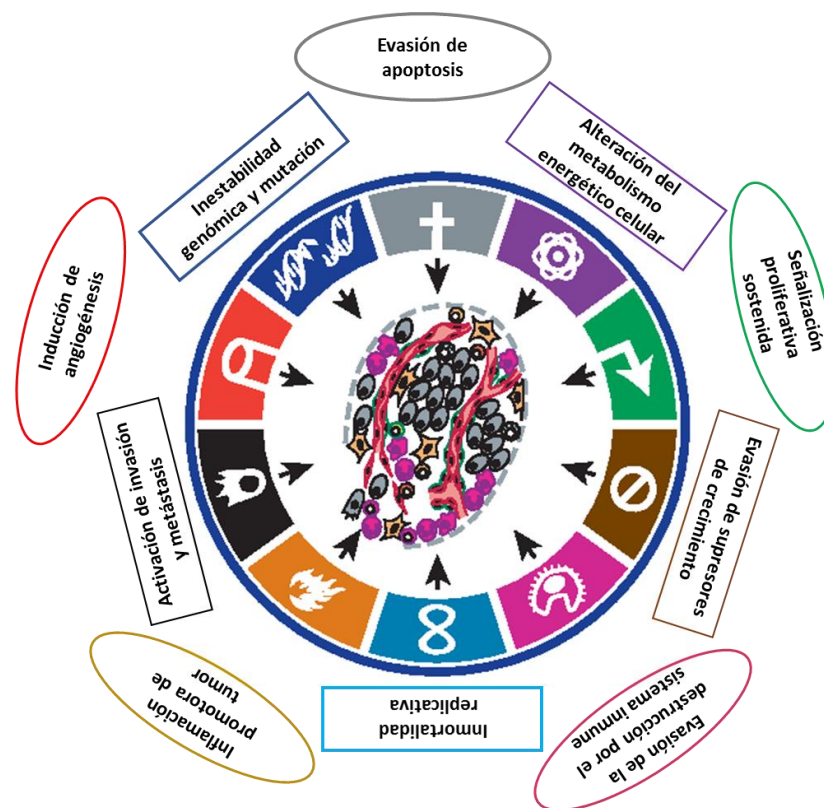 Evasión de
apoptosis
Alteración del
metabolismo
energético celular
Señalización
proliferativa
sostenida
Evasión de supresores
de crecimiento
Evasión de la
destrucción por el
sistema inmune
Inmortalidad
replicativa
Inflamación
promotora de
tumor
Activación de invasión
y metástasis
Inducción de
angiogénesis
Inestabilidad
genómica y mutación